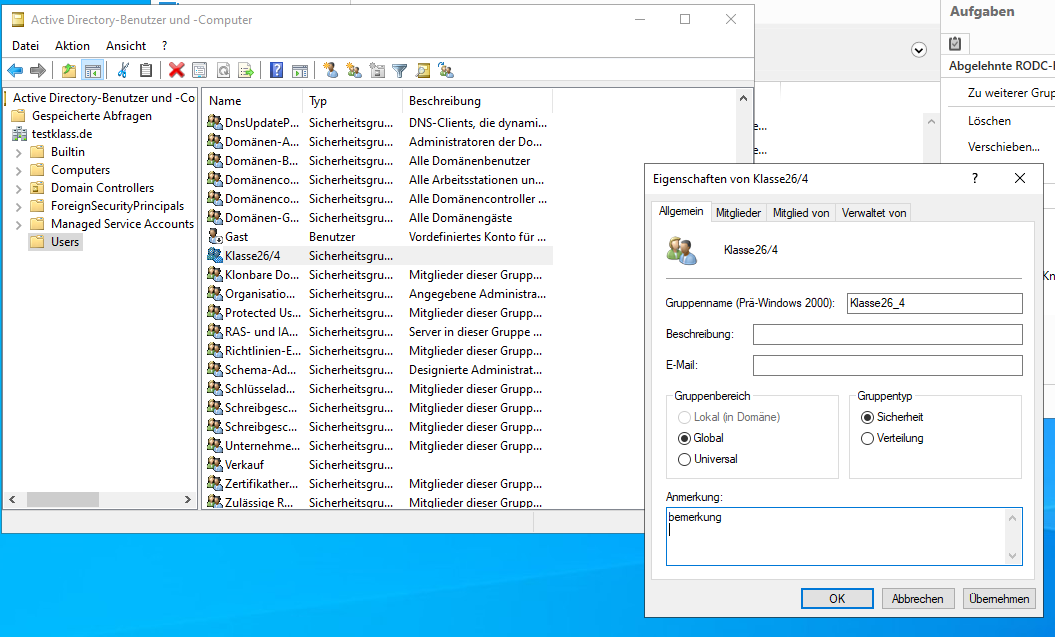 Active Directory-Benutzer und -Computer
Datei Aktion Ansicht ?
Active Directory-Benutzer und -Co
Gespeicherte Abfragen
testklass.de
Builtin
Computers
Domain Controllers
ForeignSecurityPrincipals
Managed Service Accounts
Users
Name Typ Beschreibung
DnsUpdateP... Sicherheitsgru... DNS-Clients, die dynami...
Domänen-A... Sicherheitsgru... Administratoren der Do...
Domänen-B... Sicherheitsgru... Alle Domänenbenutzer
Domänenco... Sicherheitsgru... Alle Arbeitsstationen un...
Domänenco... Sicherheitsgru... Alle Domänencontroller ...
Domänen-G... Sicherheitsgru... Alle Domängäste
Gast Benutzer Vordefiniertes Konto für ...
Klasse26/4 Sicherheitsgru...
Klonbare Do... Sicherheitsgru... Mitglieder dieser Grupp...
Organisatio... Sicherheitsgru... Angegebene Administra...
Protected Us... Sicherheitsgru... Mitglieder dieser Grupp...
RAS- und IA... Sicherheitsgru... Server in dieser Gruppe ...
Richtlinien-E... Sicherheitsgru... Mitglieder dieser Grupp...
Schema-Ad... Sicherheitsgru... Designierte Administrat...
Schlüsselad... Sicherheitsgru... Mitglieder dieser Grupp...
Schreibgesc... Sicherheitsgru... Mitglieder dieser Grupp...
Schreibgesc... Sicherheitsgru... Mitglieder dieser Grupp...
Unternehme... Sicherheitsgru... Mitglieder dieser Grupp...
Verkauf Sicherheitsgru...
Zertifikather... Sicherheitsgru... Mitglieder dieser Grupp...
Zulässige R... Sicherheitsgru... Mitglieder dieser Grupp...
e...
e...
Aufgaben
Abgelehnte RODC-
Zu weiterer Grup
Löschen
Verschieben...
Kn
Eigenschaften von Klasse26/4
?
Allgemein Mitglieder Mitglied von Verwaltet von
Klasse26/4
Gruppenname (Prä-Windows 2000): Klasse26_4
Beschreibung:
E-Mail:
Gruppenbereich Gruppentyp
Lokal (in Domäne) Sicherheit
Global Verteilung
Universal
Anmerkung:
bemerkung
OK Abbrechen Übernehmen